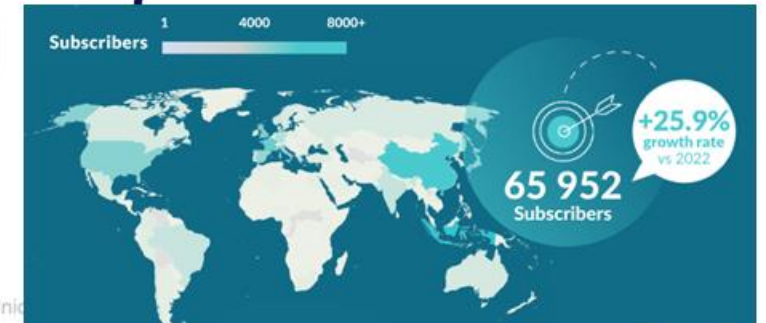 1 4000 8000+
Subscribers
+25.9%
growth rate
vs 2022
65 952
Subscribers